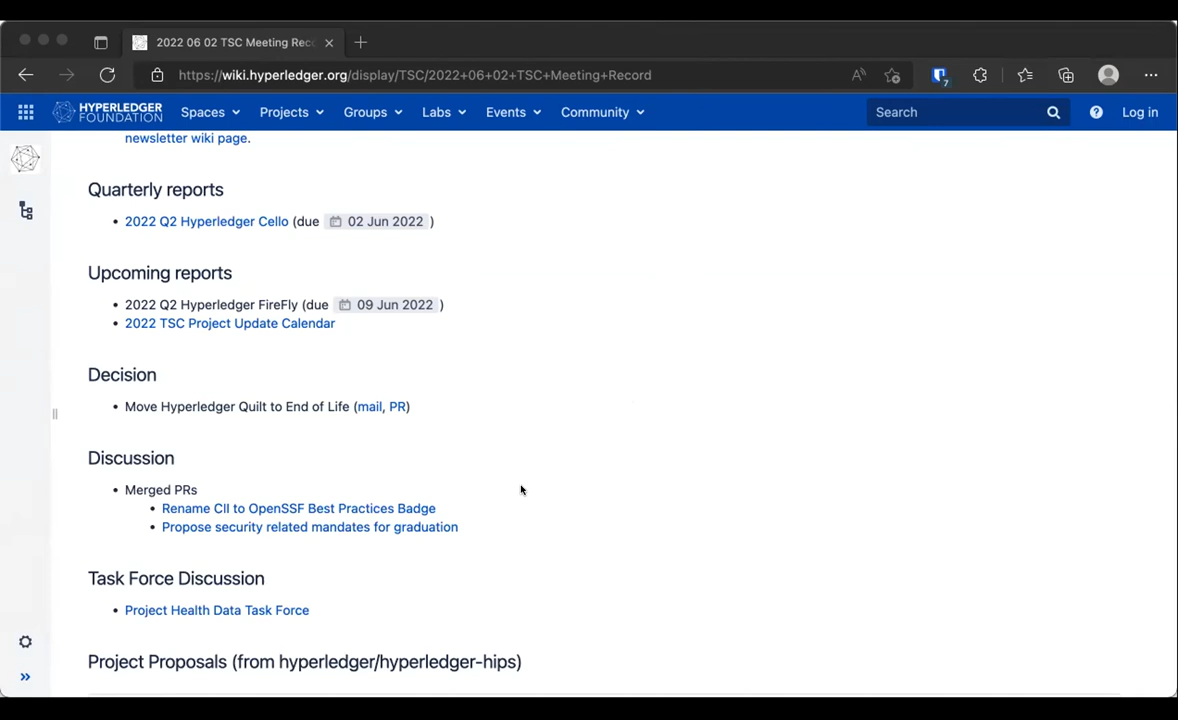 2022 06 02 TSC Meeting Rec
https://wiki.hyperledger.org/display/TSC/2022+06+02+TSC+Meeting+Record
7
HYPERLEDGER FOUNDATION Spaces Projects Groups Labs Events Community Search Log in
newsletter wiki page.
Quarterly reports
• 2022 Q2 Hyperledger Cello (due 02 Jun 2022 )
Upcoming reports
• 2022 Q2 Hyperledger FireFly (due 09 Jun 2022 )
• 2022 TSC Project Update Calendar
Decision
• Move Hyperledger Quilt to End of Life (mail, PR)
Discussion
• Merged PRs
• Rename CII to OpenSSF Best Practices Badge
• Propose security related mandates for graduation
Task Force Discussion
• Project Health Data Task Force
Project Proposals (from hyperledger/hyperledger-hips)